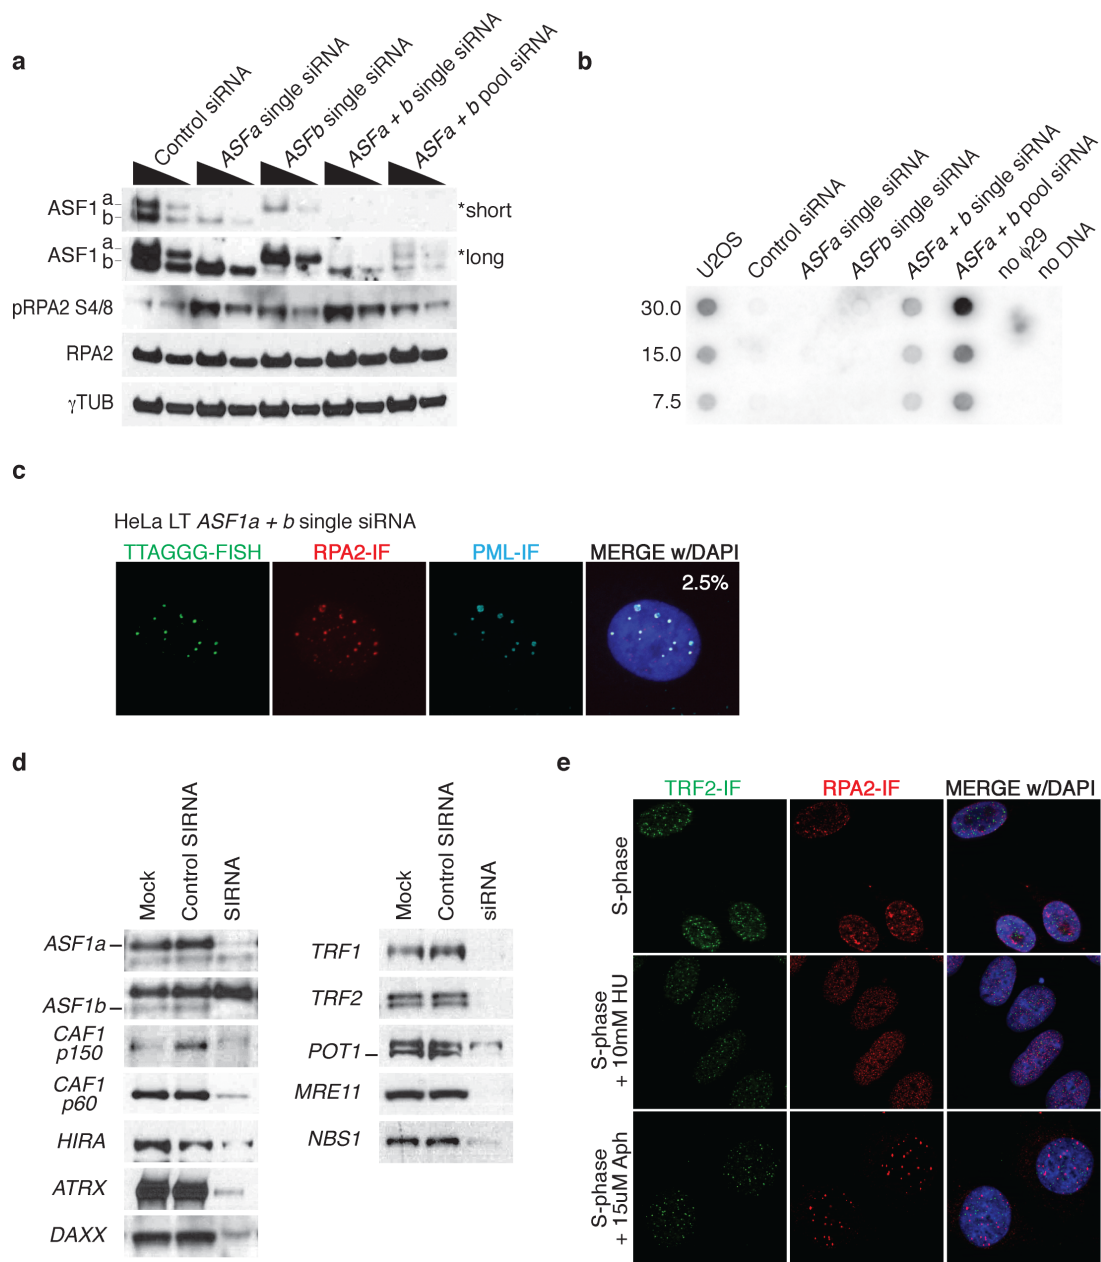 a
Control siRNA
ASFa single siRNA
ASFb single siRNA
ASFa + b single siRNA
ASFa + b pool siRNA
ASF1 a
b
*short
ASF1 a
b
*long
pRPA2 S4/8
RPA2
γTUB
b
U2OS
Control siRNA
ASFa single siRNA
ASFb single siRNA
ASFa + b single siRNA
ASFa + b pool siRNA
no ϕ29
no DNA
30.0
15.0
7.5
c
HeLa LT ASF1a + b single siRNA
TTAGGG-FISH
RPA2-IF
PML-IF
MERGE w/DAPI
2.5%
d
Mock
Control SIRNA
SIRNA
ASF1a
ASF1b
CAF1
p150
CAF1
p60
HIRA
ATRX
DAXX
Mock
Control SIRNA
siRNA
TRF1
TRF2
POT1
MRE11
NBS1
e
TRF2-IF
RPA2-IF
MERGE w/DAPI
S-phase
S-phase
+ 10mM HU
S-phase
+ 15uM Aph